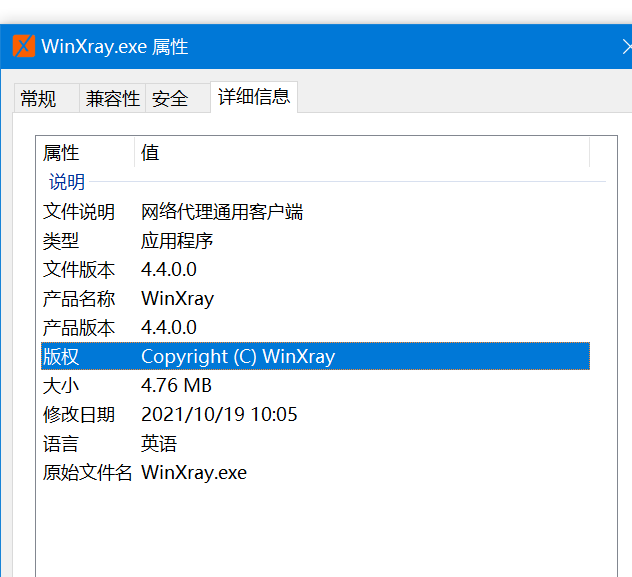 WinXray.exe 属性
常规 兼容性 安全 详细信息
属性 值
说明
文件说明 网络代理通用客户端
类型 应用程序
文件版本 4.4.0.0
产品名称 WinXray
产品版本 4.4.0.0
版权 Copyright (C) WinXray
大小 4.76 MB
修改日期 2021/10/19 10:05
语言 英语
原始文件名 WinXray.exe